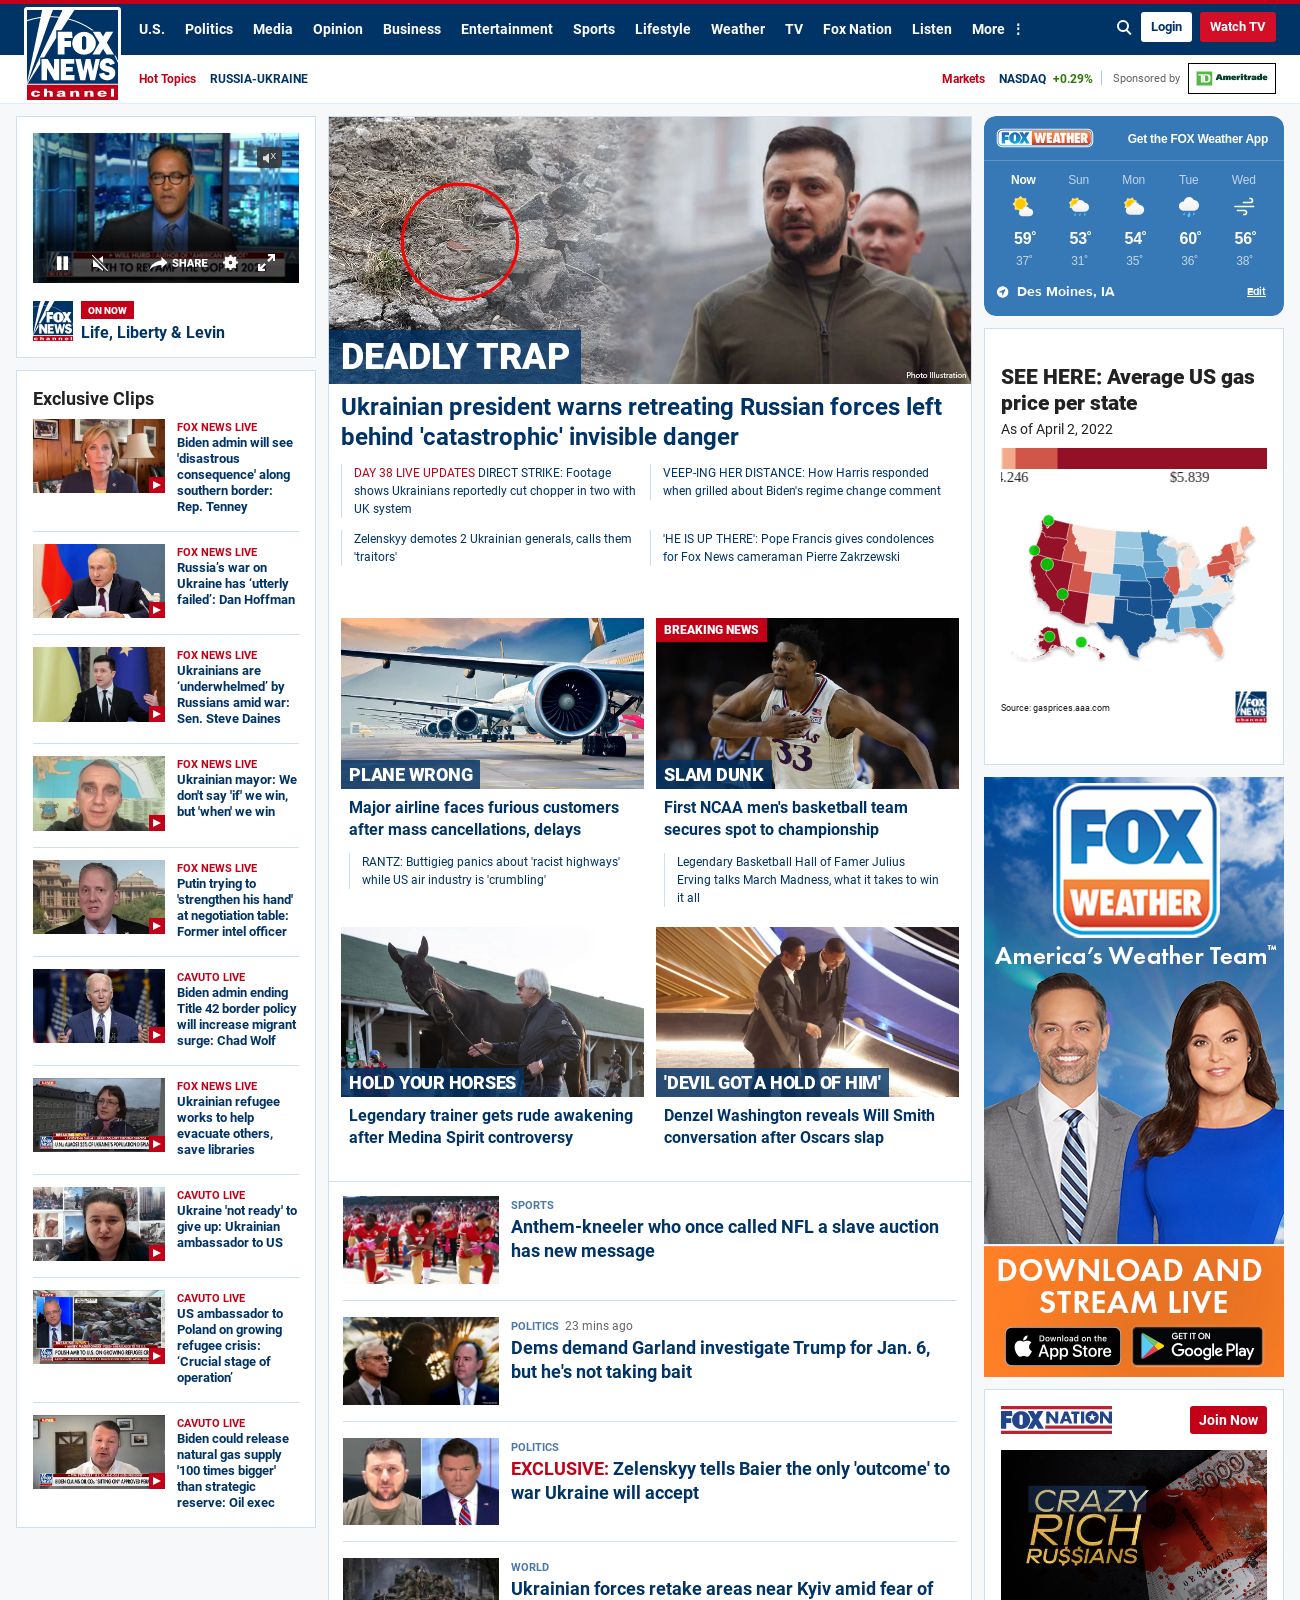 FOX
NEWS
channel
U.S. Politics Media Opinion Business Entertainment Sports Lifestyle Weather TV Fox Nation Listen More
Login
Watch TV
Hot Topics RUSSIA-UKRAINE
Markets NASDAQ +0.29% Sponsored by TD Ameritrade
SHARE
FOX
NEWS
channel
ON NOW
Life, Liberty & Levin
Exclusive Clips
FOX NEWS LIVE
Biden admin will see
'disastrous
consequence' along
southern border:
Rep. Tenney
FOX NEWS LIVE
Russia's war on
Ukraine has 'utterly
failed': Dan Hoffman
FOX NEWS LIVE
Ukrainians are
'underwhelmed' by
Russians amid war:
Sen. Steve Daines
FOX NEWS LIVE
Ukrainian mayor: We
don't say 'if' we win,
but 'when' we win
FOX NEWS LIVE
Putin trying to
'strengthen his hand'
at negotiation table:
Former intel officer
CAVUTO LIVE
Biden admin ending
Title 42 border policy
will increase migrant
surge: Chad Wolf
FOX NEWS LIVE
Ukrainian refugee
works to help
evacuate others,
save libraries
CAVUTO LIVE
Ukraine 'not ready' to
give up: Ukrainian
ambassador to US
CAVUTO LIVE
US ambassador to
Poland on growing
refugee crisis:
'Crucial stage of
operation'
CAVUTO LIVE
Biden could release
natural gas supply
'100 times bigger'
than strategic
reserve: Oil exec
DEADLY TRAP
Photo Illustration
Ukrainian president warns retreating Russian forces left
behind 'catastrophic' invisible danger
DAY 38 LIVE UPDATES DIRECT STRIKE: Footage
shows Ukrainians reportedly cut chopper in two with
UK system
VEEP-ING HER DISTANCE: How Harris responded
when grilled about Biden's regime change comment
Zelenskyy demotes 2 Ukrainian generals, calls them
'traitors'
'HE IS UP THERE': Pope Francis gives condolences
for Fox News cameraman Pierre Zakrzewski
PLANE WRONG
Major airline faces furious customers
after mass cancellations, delays
RANTZ: Buttigieg panics about 'racist highways'
while US air industry is 'crumbling'
BREAKING NEWS
33
SLAM DUNK
First NCAA men's basketball team
secures spot to championship
Legendary Basketball Hall of Famer Julius
Erving talks March Madness, what it takes to win
it all
HOLD YOUR HORSES
Legendary trainer gets rude awakening
after Medina Spirit controversy
'DEVIL GOT A HOLD OF HIM'
Denzel Washington reveals Will Smith
conversation after Oscars slap
SPORTS
Anthem-kneeler who once called NFL a slave auction
has new message
POLITICS 23 mins ago
Dems demand Garland investigate Trump for Jan. 6,
but he's not taking bait
POLITICS
EXCLUSIVE: Zelenskyy tells Baier the only 'outcome' to
war Ukraine will accept
WORLD
Ukrainian forces retake areas near Kyiv amid fear of
FOX WEATHER Get the FOX Weather App
Now Sun Mon Tue Wed
59° 53° 54° 60° 56°
37° 31° 35° 36° 38°
Des Moines, IA Edit
SEE HERE: Average US gas
price per state
As of April 2, 2022
.246 $5.839
Source: gasprices.aaa.com
FOX
NEWS
channel
FOX
WEATHER
America's Weather Team™
DOWNLOAD AND
STREAM LIVE
Download on the
App Store
GET IT ON
Google Play
FOX NATION
Join Now
CRAZY
RICH
RU$$IANS